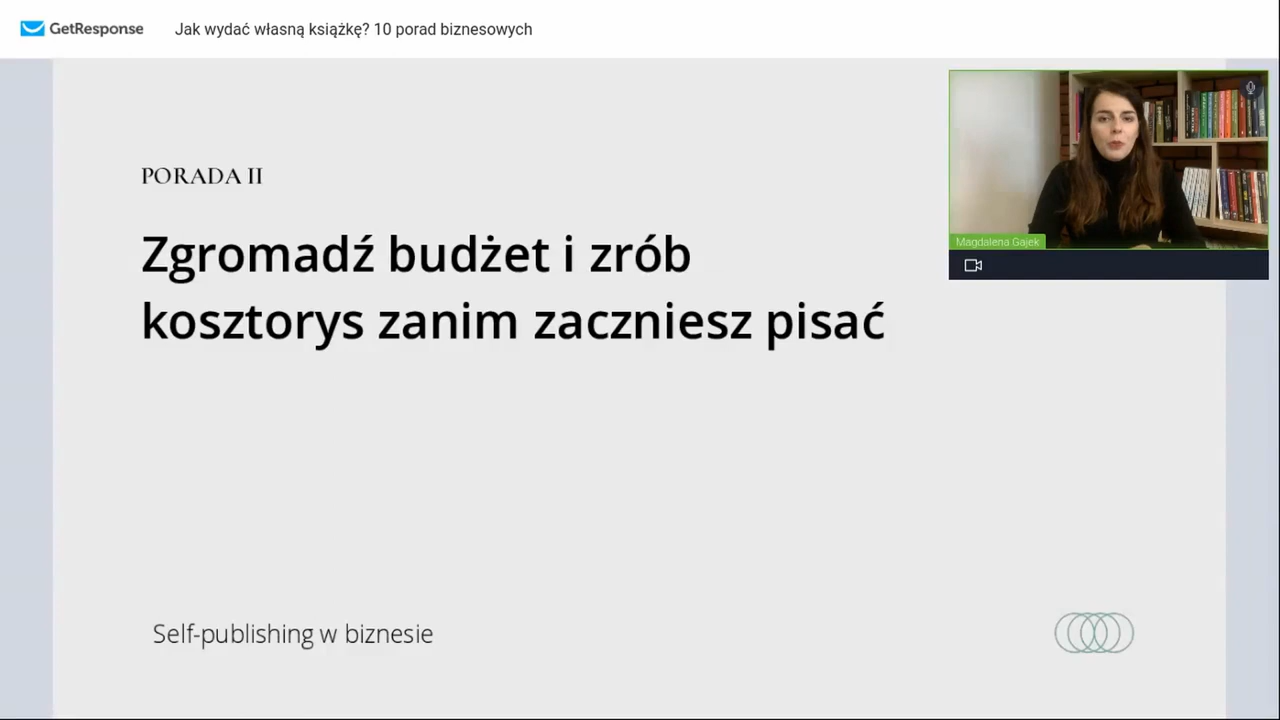 GetResponse
Jak wydać własną książkę? 10 porad biznesowych
Magdalena Gajek
PORADA II
Zgromadź budżet i zrób
kosztorys zanim zaczniesz pisać
Self-publishing w biznesie